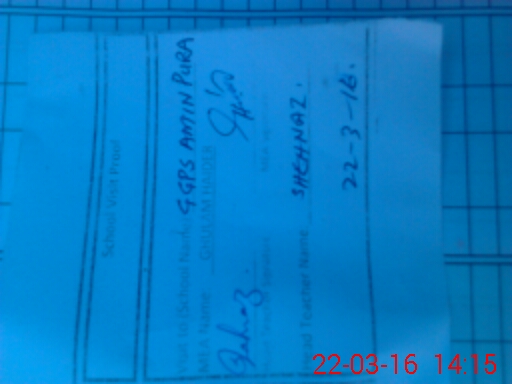 School Visit Proof
Visit to (School Name) GGPS AMIN PURA
MEA Name GHULAM HAIDER
Head Teacher Name SHEHNAZ.
22-3-16.
22-03-16 14:15